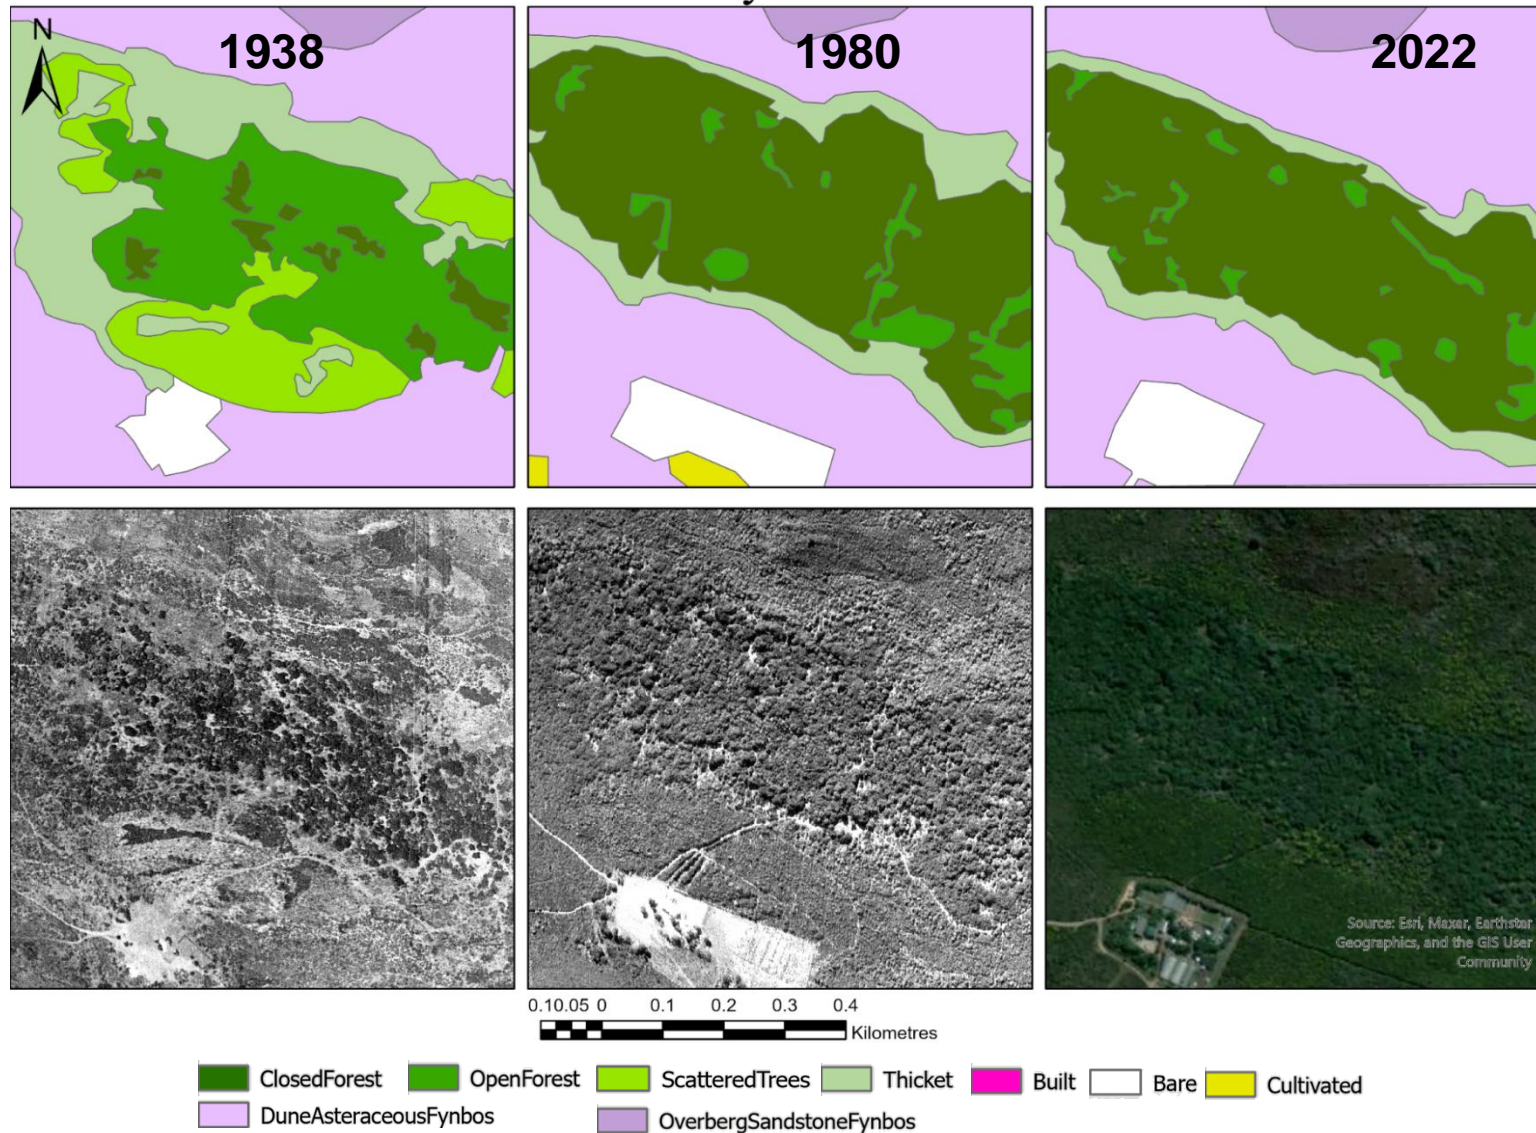 N
1938
1980
2022
Source: Esri, Maxar, Earthstar
Geographics, and the GIS User
Community
0.10.05 0 0.1 0.2 0.3 0.4
Kilometres
ClosedForest OpenForest ScatteredTrees Thicket Built Bare Cultivated
DuneAsteraceousFynbos OverbergSandstoneFynbos